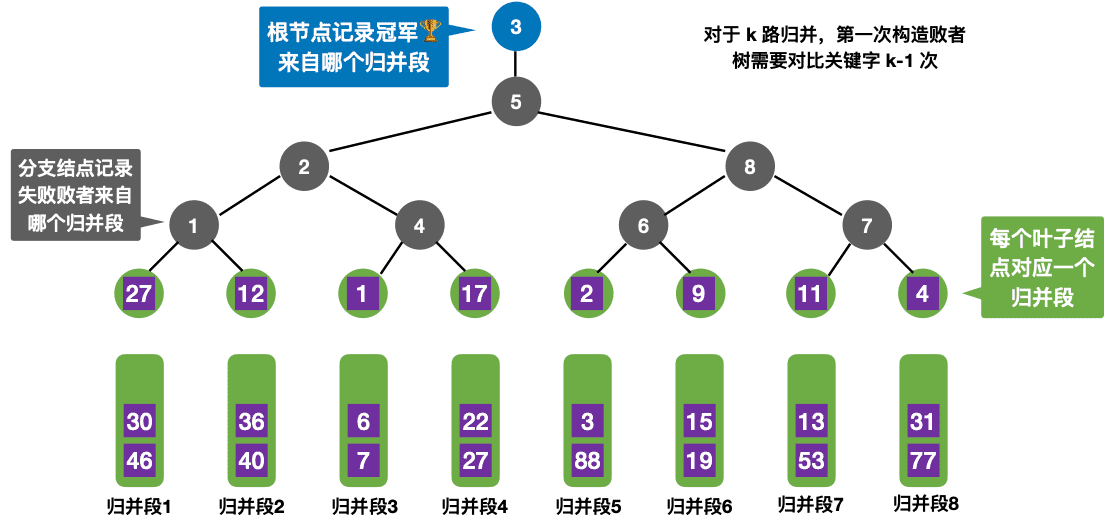 根节点记录冠军🏆
来自哪个归并段
3
对于 k 路归并，第一次构造败者
树需要对比关键字 k-1 次
5
分支结点记录
失败败者来自
哪个归并段
2
8
1
4
6
7
每个叶子结
点对应一个
归并段
27 12 1 17 2 9 11 4
30 36 6 22 3 15 13 31
46 40 7 27 88 19 53 77
归并段1 归并段2 归并段3 归并段4 归并段5 归并段6 归并段7 归并段8